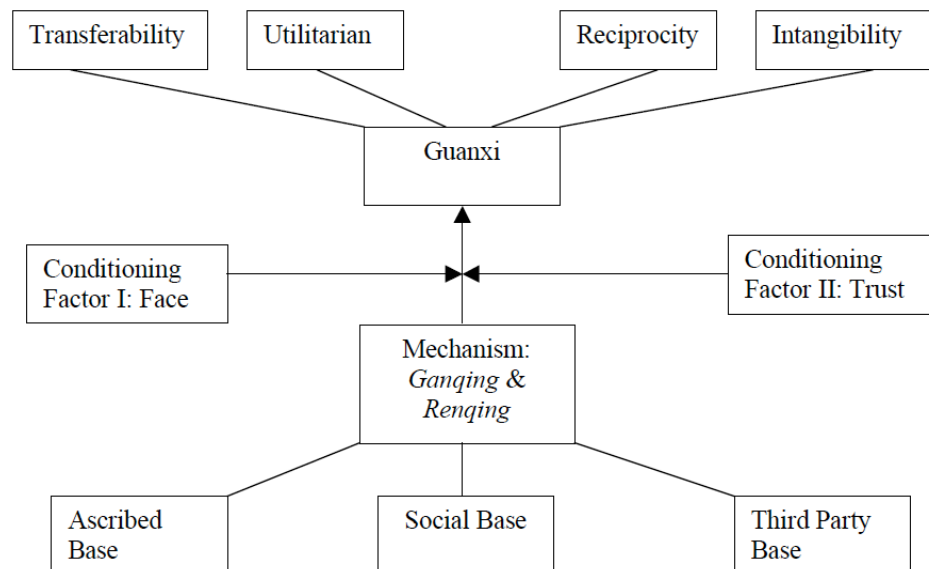 Transferability
Utilitarian
Reciprocity
Intangibility
Guanxi
Conditioning
Factor I: Face
Conditioning
Factor II: Trust
Mechanism:
Ganqing &
Renqing
Ascribed
Base
Social Base
Third Party
Base